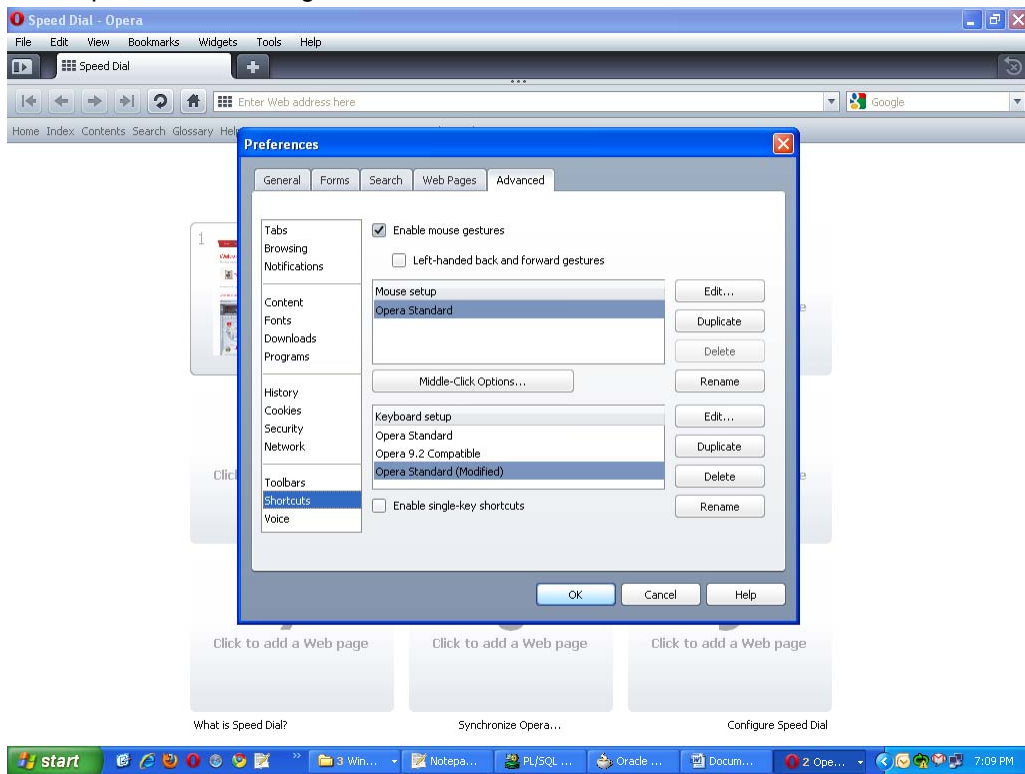 Speed Dial - Opera
File Edit View Bookmarks Widgets Tools Help
Speed Dial
Enter Web address here
Google
Home Index Contents Search Glossary Hel
Preferences
General Forms Search Web Pages Advanced
Tabs
Browsing
Notifications
Content
Fonts
Downloads
Programs
History
Cookies
Security
Network
Toolbars
Shortcuts
Voice
Enable mouse gestures
Left-handed back and forward gestures
Mouse setup
Opera Standard
Edit...
Duplicate
Delete
Rename
Middle-Click Options...
Keyboard setup
Opera Standard
Opera 9.2 Compatible
Opera Standard (Modified)
Edit...
Duplicate
Delete
Rename
Enable single-key shortcuts
OK Cancel Help
1
Click to add a Web page Click to add a Web page Click to add a Web page
What is Speed Dial? Synchronize Opera... Configure Speed Dial
start 3 Win... Notepa... PL/SQL ... Oracle ... Docum... 2 Ope... 7:09 PM